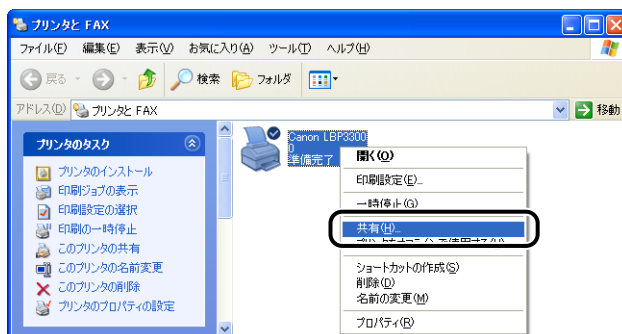 プリンタと FAX
ファイル(F) 編集(E) 表示(V) お気に入り(A) ツール(T) ヘルプ(H)
戻る 検索 フォルダ
アドレス(D) プリンタと FAX 移動
プリンタのタスク
プリンタのインストール
印刷ジョブの表示
印刷設定の選択
印刷の一時停止
このプリンタの共有
このプリンタの名前変更
このプリンタの削除
プリンタのプロパティの設定
Canon LBP3300
0
準備完了
開く(O)
印刷設定(E)...
一時停止(G)
共有(H)...
ショートカットの作成(S)
削除(D)
名前の変更(M)
プロパティ(R)